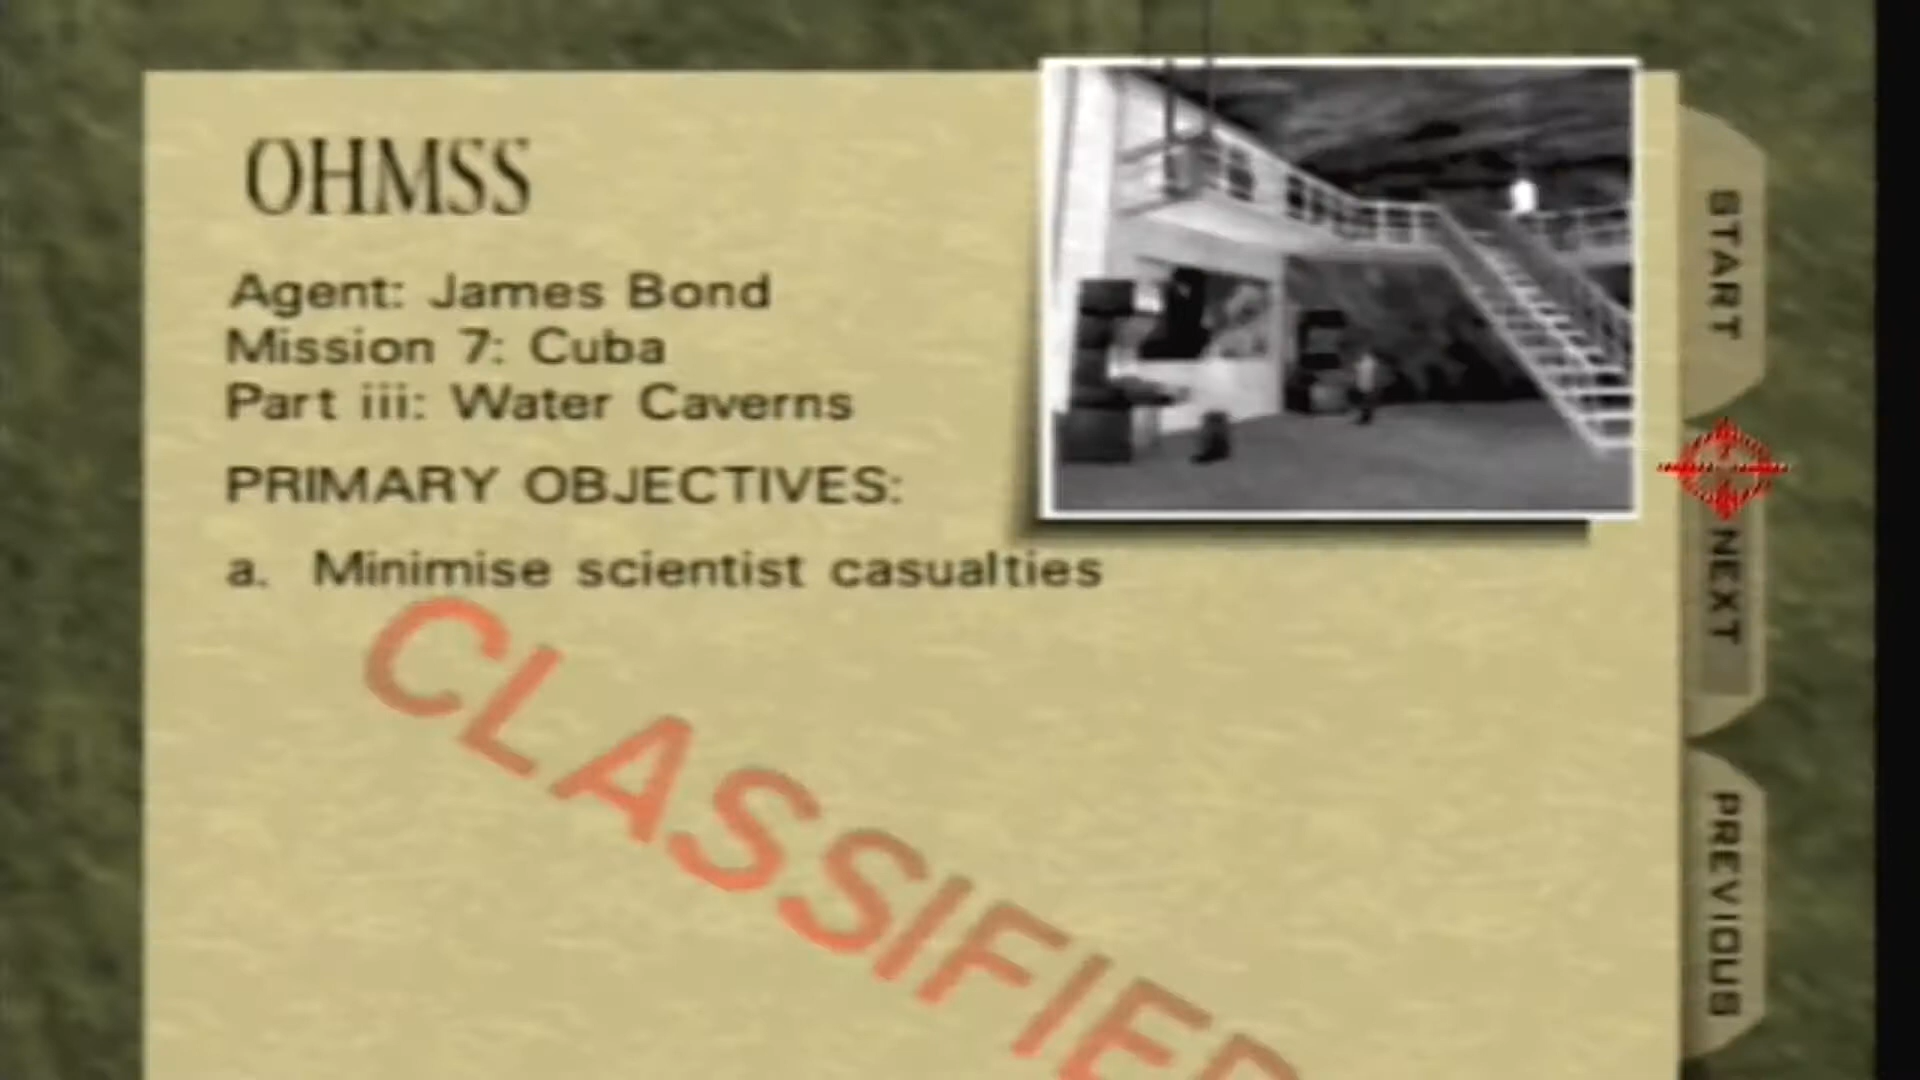 OHMSS
Agent: James Bond
Mission 7: Cuba
Part iii: Water Caverns
PRIMARY OBJECTIVES:
a. Minimise scientist casualties
CLASSIFIED
START
NEXT
PREVIOUS